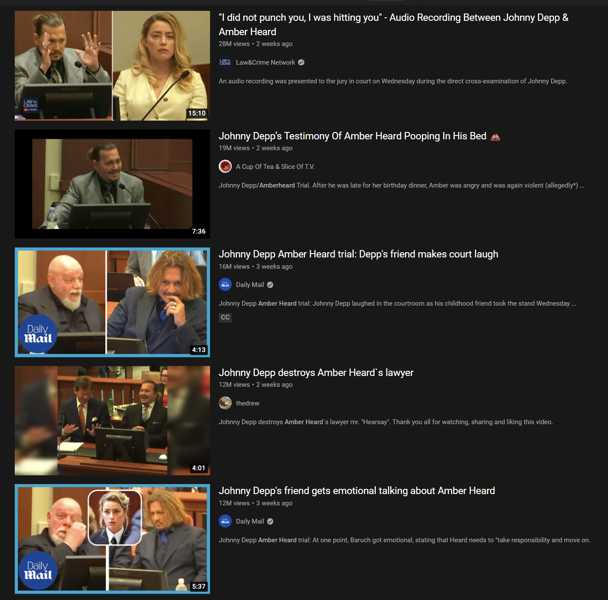 "I did not punch you, I was hitting you" - Audio Recording Between Johnny Depp &
Amber Heard
28M views • 2 weeks ago
Law&Crime Network
An audio recording was presented to the jury in court on Wednesday during the direct cross-examination of Johnny Depp.
LAW&
CRIME
15:10
Johnny Depp's Testimony Of Amber Heard Pooping In His Bed 💩
19M views • 2 weeks ago
A Cup Of Tea & Slice Of T.V.
Johnny Depp/Amberheard Trial. After he was late for her birthday dinner, Amber was angry and was again violent (allegedly*) ...
7:36
Johnny Depp Amber Heard trial: Depp's friend makes court laugh
16M views • 3 weeks ago
Daily Mail
Johnny Depp Amber Heard trial: Johnny Depp laughed in the courtroom as his childhood friend took the stand Wednesday ...
CC
Daily
Mail
4:13
Johnny Depp destroys Amber Heard`s lawyer
12M views • 2 weeks ago
thedrew
Johnny Depp destroys Amber Heard`s lawyer mr. "Hearsay". Thank you all for watching, sharing and liking this video.
4:01
Johnny Depp's friend gets emotional talking about Amber Heard
12M views • 3 weeks ago
Daily Mail
Johnny Depp Amber Heard trial: At one point, Baruch got emotional, stating that Heard needs to "take responsibility and move on.
Daily
Mail
5:37